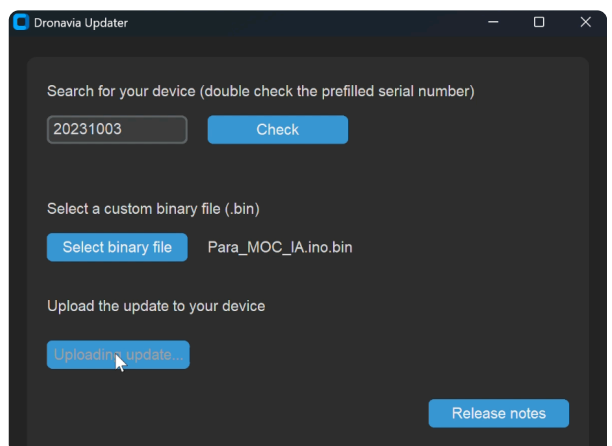 Dronavia Updater
Search for your device (double check the prefilled serial number)
20231003 Check
Select a custom binary file (.bin)
Select binary file Para_MOC_IA.ino.bin
Upload the update to your device
Uploading update...
Release notes